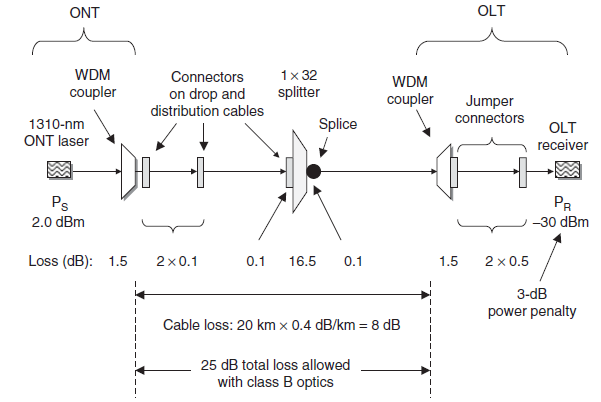 ONT
OLT
WDM
coupler
Connectors
on drop and
distribution cables
1 × 32
splitter
WDM
coupler
Jumper
connectors
Splice
1310-nm
ONT laser
OLT
receiver
PS
2.0 dBm
PR
–30 dBm
Loss (dB): 1.5 2 × 0.1 0.1 16.5 0.1 1.5 2 × 0.5
3-dB
power penalty
Cable loss: 20 km × 0.4 dB/km = 8 dB
25 dB total loss allowed
with class B optics